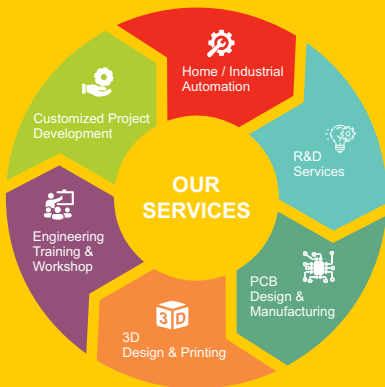 Home / Industrial
Automation
R&D
Services
PCB
Design &
Manufacturing
3D
3D
Design & Printing
Engineering
Training &
Workshop
Customized Project
Development
OUR
SERVICES